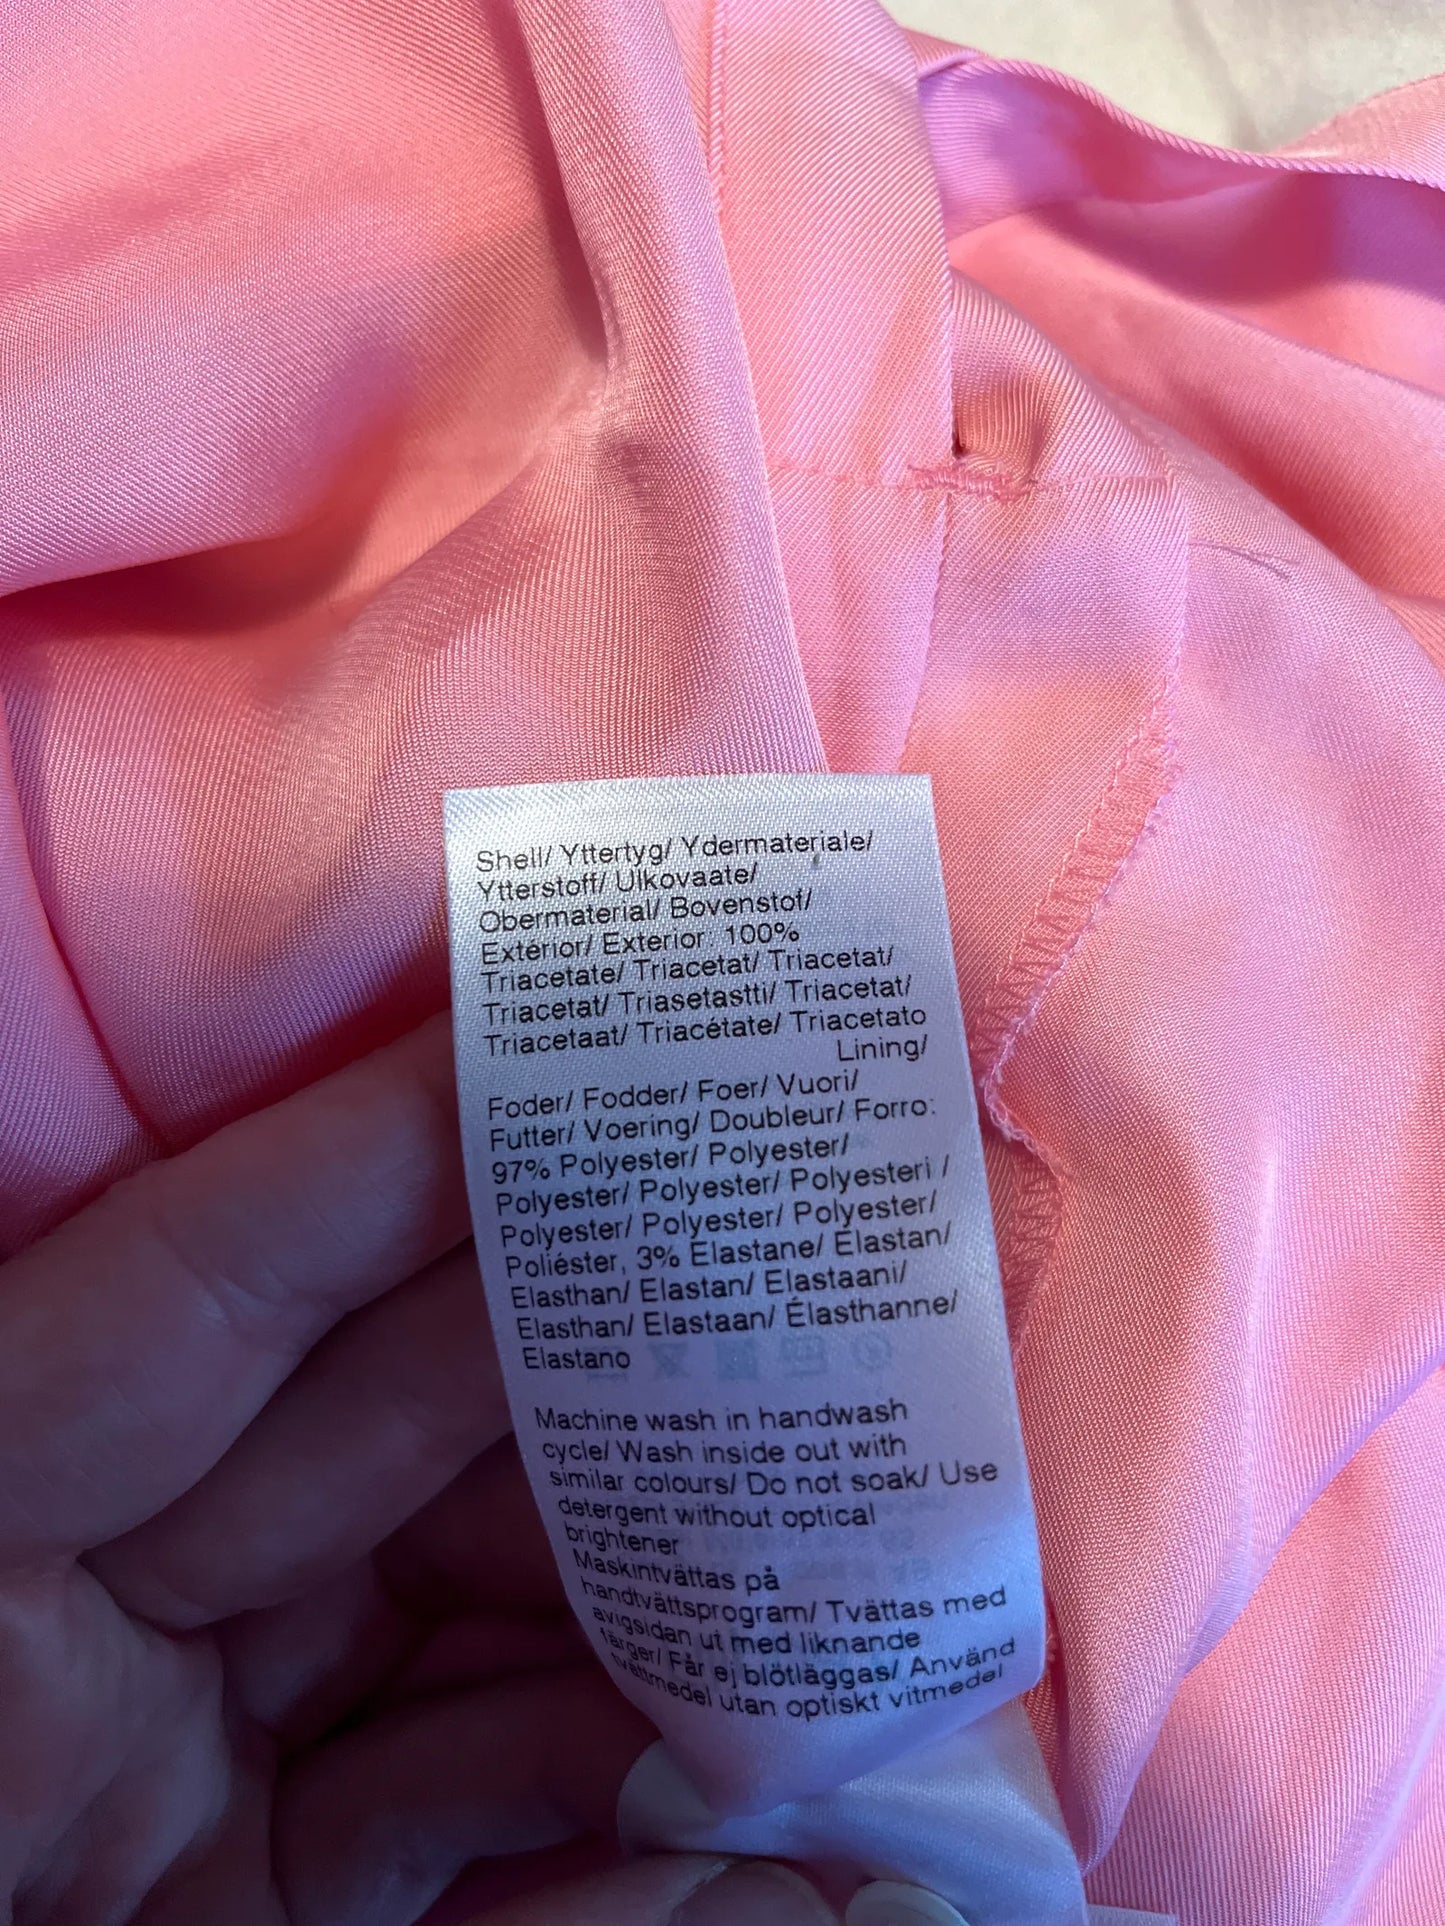 Shell/ Yttertyg/ Ydermateriale/
Ytterstoff/ Ulkovaate/
Obermaterial/ Bovenstof/
Extérior/ Exterior: 100%
Triacetate/ Triacetat/ Triacetat/
Triacetat/ Triasetastti/ Triacetat/
Triacetaat/ Triacétate/ Triacetato
Lining/
Foder/ Fodder/ Foer/ Vuori/
Futter/ Voering/ Doubleur/ Forro:
97% Polyester/ Polyester/
Polyester/ Polyester/ Polyesteri /
Polyester/ Polyester/ Polyester/
Poliéster, 3% Elastane/ Elastan/
Elasthan/ Elastan/ Elastaani/
Elasthan/ Elastaan/ Élasthanne/
Elastano
Machine wash in handwash
cycle/ Wash inside out with
similar colours/ Do not soak/ Use
detergent without optical
brightener
Maskintvättas på
handtvättsprogram/ Tvättas med
avigsidan ut med liknande
färger/ Får ej blötläggas/ Använd
tvättmedel utan optiskt vitmedel